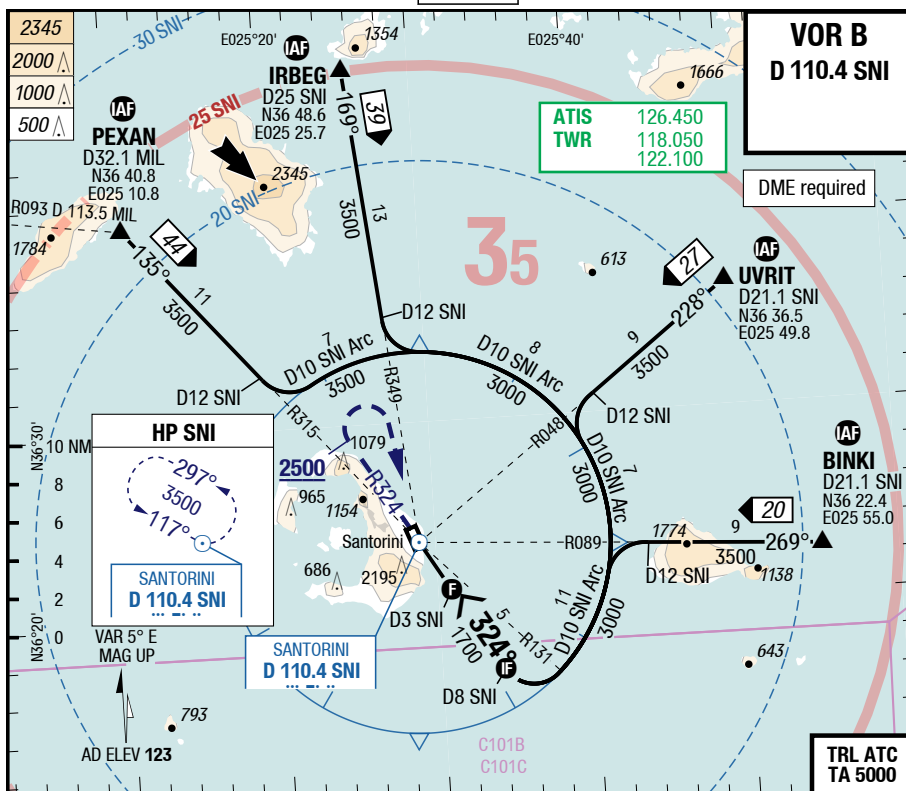 2345
2000
1000
500
30 SNI
E025°20'
E025°40'
1354
1666
VOR B
D 110.4 SNI
IAF
IRBEG
D25 SNI
N36 48.6
E025 25.7
169°
39
13
3500
25 SNI
ATIS 126.450
TWR 118.050
122.100
DME required
IAF
PEXAN
D32.1 MIL
N36 40.8
E025 10.8
R093 D 113.5 MIL
1784
2345
20 SNI
44
135°
11
3500
35
613
27
IAF
UVRIT
D21.1 SNI
N36 36.5
E025 49.8
228°
9
3500
D12 SNI
D12 SNI
D12 SNI
7
D10 SNI Arc
3500
8
D10 SNI Arc
3000
R349
R315
R048
7
D10 SNI Arc
3000
IAF
BINKI
D21.1 SNI
N36 22.4
E025 55.0
20
9
269°
3500
1774
D12 SNI
1138
R089
N36°30'
10 NM
8
6
4
2
0
N36°20'
HP SNI
297°
3500
117°
SANTORINI
D 110.4 SNI
2500
1079
R324
965
1154
Santorini
686
2195
F
D3 SNI
324°
5
1700
R131
IF
D8 SNI
11
D10 SNI Arc
3000
SANTORINI
D 110.4 SNI
VAR 5° E
MAG UP
793
643
AD ELEV 123
C101B
C101C
TRL ATC
TA 5000